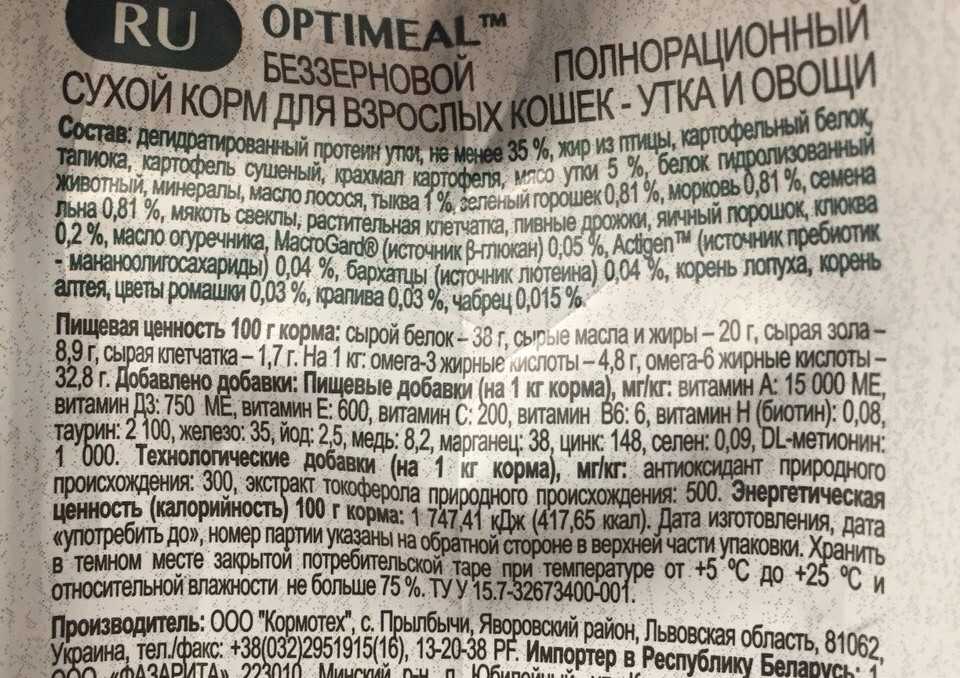 RU OPTIMEAL™ ПОЛНОРАЦИОННЫЙ
БЕЗЗЕРНОВОЙ
СУХОЙ КОРМ ДЛЯ ВЗРОСЛЫХ КОШЕК - УТКА И ОВОЩИ
Состав: дегидратированный протеин утки, не менее 35 %, жир из птицы, картофельный белок,
тапиока, картофель сушеный, крахмал картофеля, мясо утки 5 %, белок гидролизованный
животный, минералы, масло лосося, тыква 1 %, зеленый горошек 0,81 %, морковь 0,81 %, семена
льна 0,81 %, мякоть свеклы, растительная клетчатка, пивные дрожжи, яичный порошок, клюква
0,2 %, масло огуречника, MacroGard® (источник β-глюкан) 0,05 %, Actigen™ (источник пребиотик
- мананоолигосахариды) 0,04 %, бархатцы (источник лютеина) 0,04 %, корень лопуха, корень
алтея, цветы ромашки 0,03 %, крапива 0,03 %, чабрец 0,015 %
Пищевая ценность 100 г корма: сырой белок – 38 г, сырые масла и жиры – 20 г, сырая зола –
8,9 г, сырая клетчатка – 1,7 г. На 1 кг: омега-3 жирные кислоты – 4,8 г, омега-6 жирные кислоты –
32,8 г. Добавлено добавки: Пищевые добавки (на 1 кг корма), мг/кг: витамин А: 15 000 МЕ,
витамин Д3: 750 МЕ, витамин Е: 600, витамин С: 200, витамин В6: 6, витамин Н (биотин): 0,08,
таурин: 2 100, железо: 35, йод: 2,5, медь: 8,2, марганец: 38, цинк: 148, селен: 0,09, DL-метионин:
1 000. Технологические добавки (на 1 кг корма), мг/кг: антиоксидант природного
происхождения: 300, экстракт токоферола природного происхождения: 500. Энергетическая
ценность (калорийность) 100 г корма: 1 747,41 кДж (417,65 ккал). Дата изготовления, дата
«употребить до», номер партии указаны на обратной стороне в верхней части упаковки. Хранить
в темном месте закрытой потребительской таре при температуре от +5 ºС до +25 ºС и
относительной влажности не больше 75 %. ТУ У 15.7-32673400-001.
Производитель: ООО "Кормотех", с. Прылбычи, Яворовский район, Львовская область, 81062,
Украина, тел./факс: +38(032)2951915(16), 13-20-38 PF. Импортер в Республику Беларусь: 1.
ООО «ФАЗАРИТА» 223010, Минский р-н, п. Юбилейный, ул.